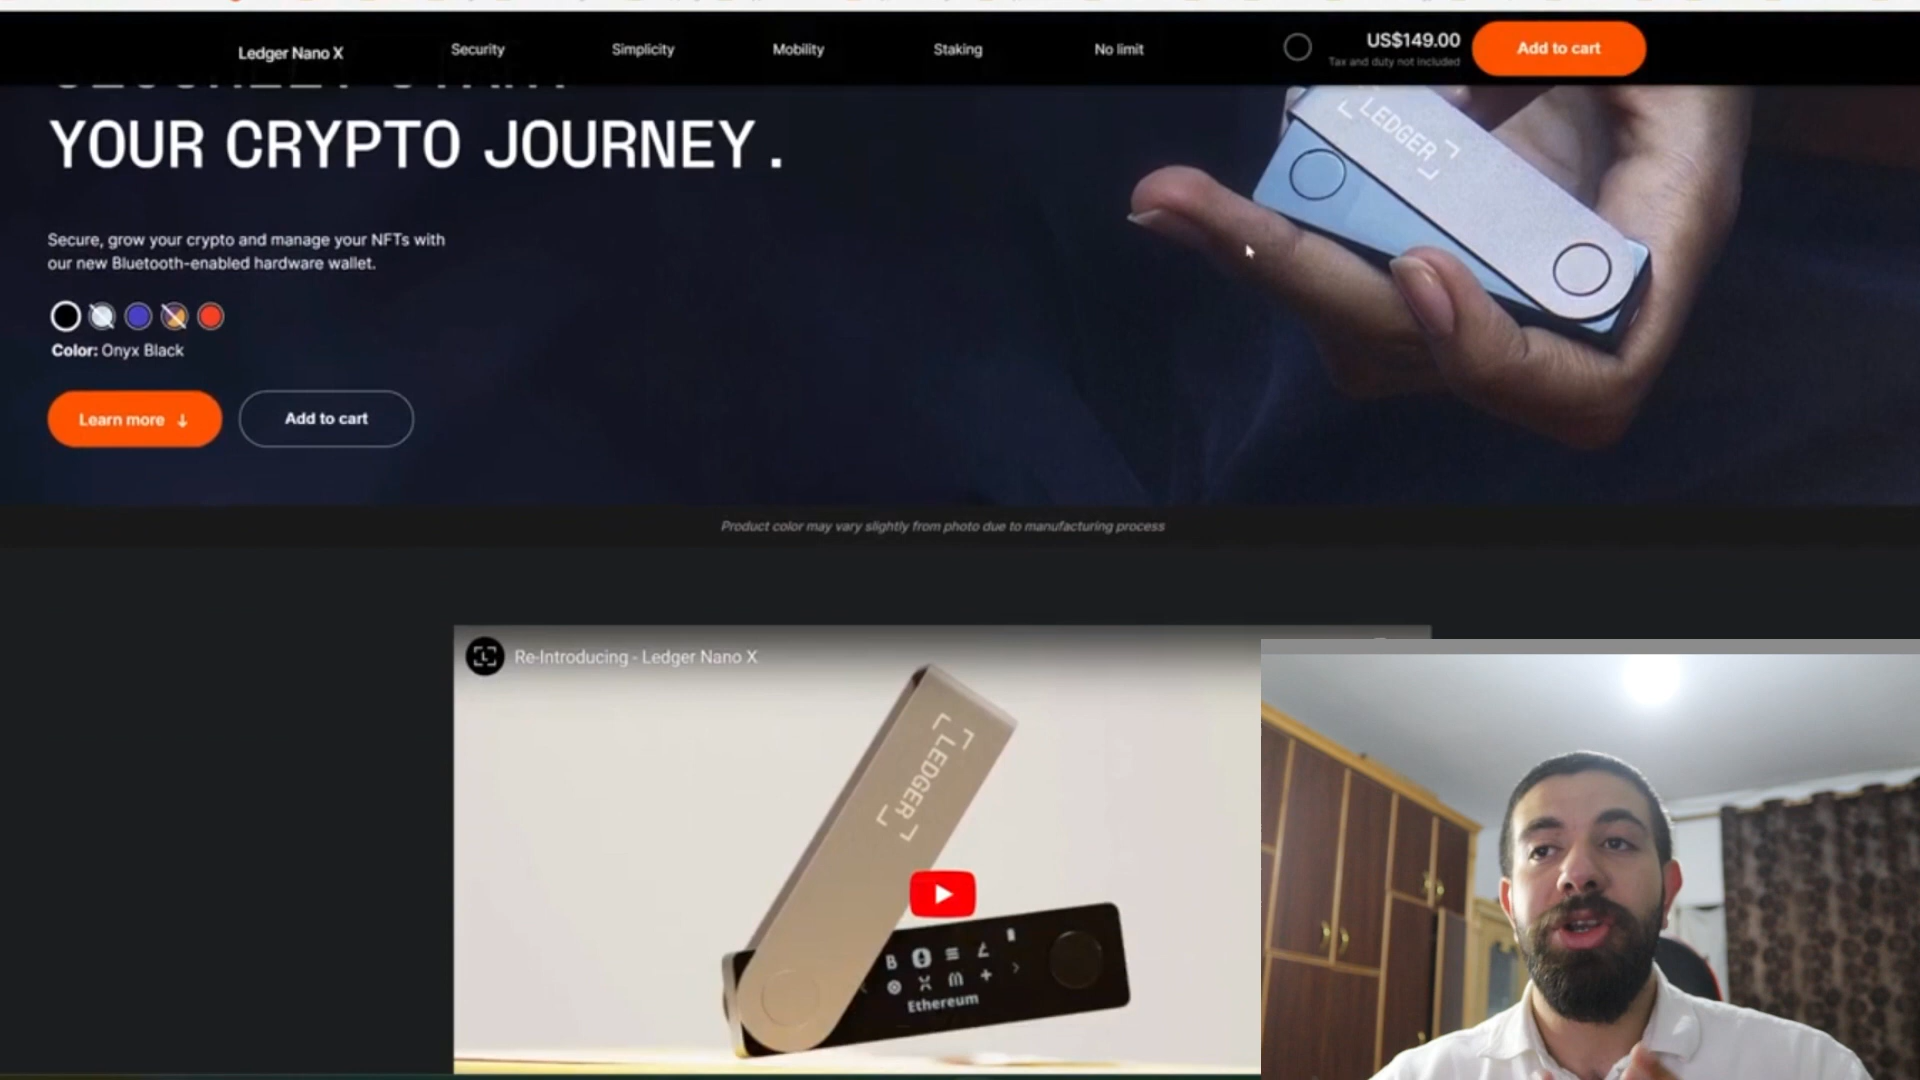 Ledger Nano X
Security
Simplicity
Mobility
Staking
No limit
US$149.00
Tax and duty not included
Add to cart
YOUR CRYPTO JOURNEY.
LEDGER
Secure, grow your crypto and manage your NFTs with
our new Bluetooth-enabled hardware wallet.
Color: Onyx Black
Learn more ↓
Add to cart
Product color may vary slightly from photo due to manufacturing process
Re-Introducing - Ledger Nano X
LEDGER
Ethereum